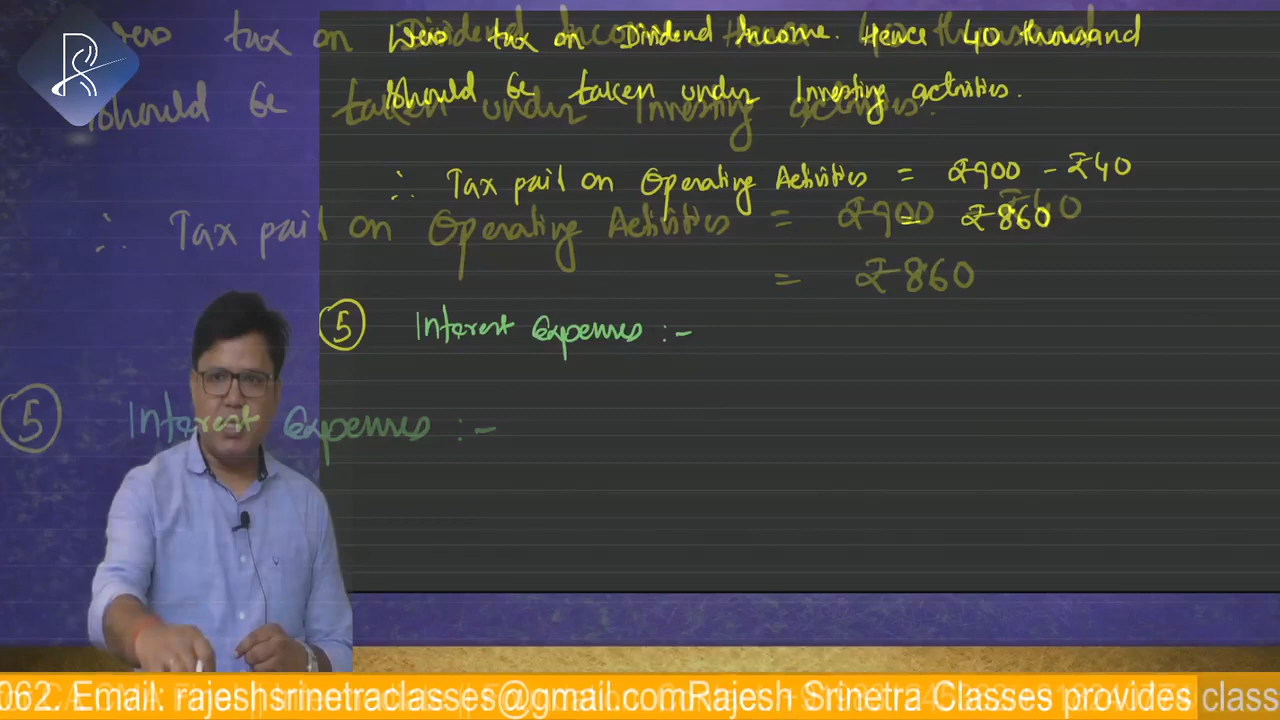 was tax on Dividend Income. Hence 40 thousand
should be taken under Investing activities.
∴ Tax paid on Operating Activities = ₹900 - ₹40
= ₹860
⑤ Interest expenses :-
062. Email: rajeshsrinetraclasses@gmail.com Rajesh Srinetra Classes provides class